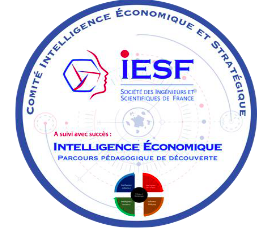 COMITÉ INTELLIGENCE ÉCONOMIQUE ET STRATÉGIQUE
iESF
SOCIÉTÉ DES INGÉNIEURS ET
SCIENTIFIQUES DE FRANCE
A suivi avec succès :
INTELLIGENCE ÉCONOMIQUE
PARCOURS PÉDAGOGIQUE DE DÉCOUVERTE